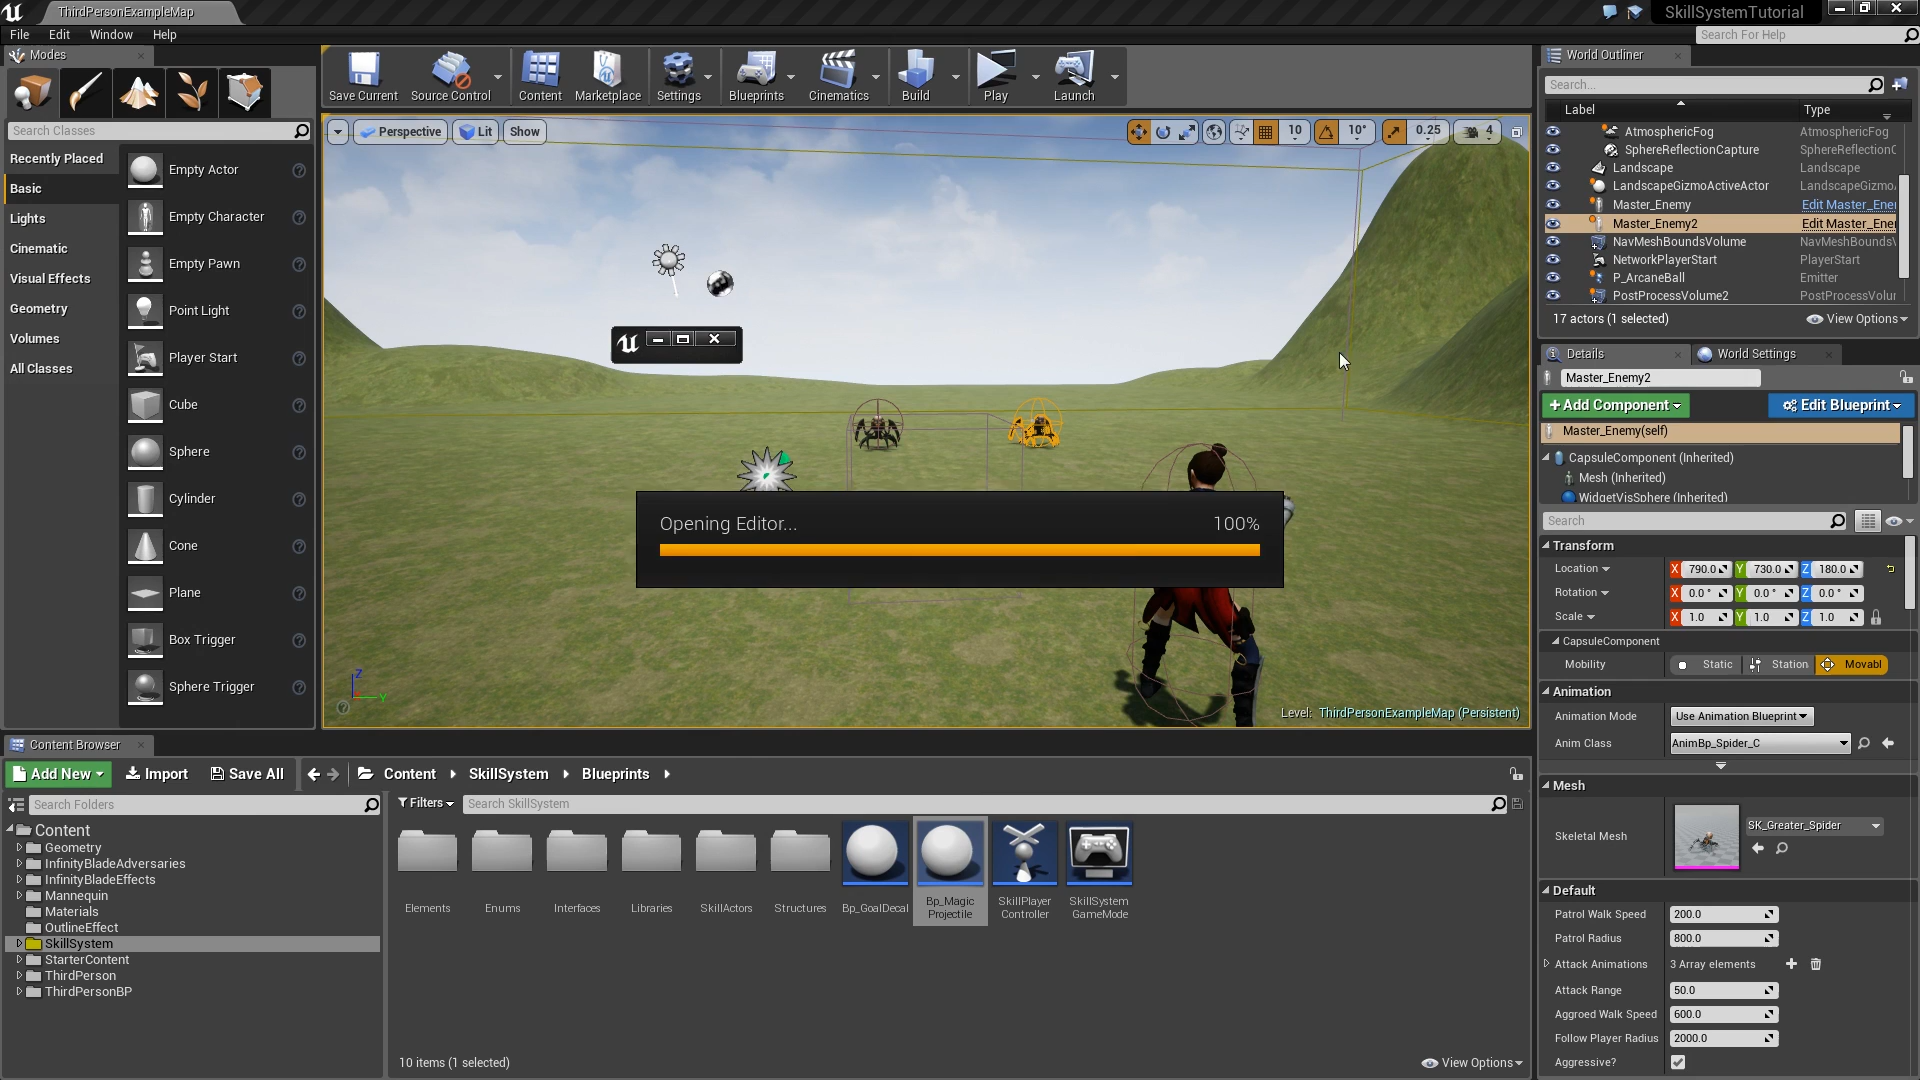 ThirdPersonExampleMap
SkillSystemTutorial
File Edit Window Help
Search For Help
Modes
Search Classes
Recently Placed
Basic
Lights
Cinematic
Visual Effects
Geometry
Volumes
All Classes
Empty Actor
Empty Character
Empty Pawn
Point Light
Player Start
Cube
Sphere
Cylinder
Cone
Plane
Box Trigger
Sphere Trigger
Save Current Source Control Content Marketplace Settings Blueprints Cinematics Build Play Launch
Perspective Lit Show
10 10° 0.25 4
Opening Editor... 100%
Z
Y
Level: ThirdPersonExampleMap (Persistent)
World Outliner
Search...
Label Type
AtmosphericFog AtmosphericFog
SphereReflectionCapture SphereReflectionC
Landscape Landscape
LandscapeGizmoActiveActor LandscapeGizmo
Master_Enemy Edit Master_Ene
Master_Enemy2 Edit Master_Ene
NavMeshBoundsVolume NavMeshBounds
NetworkPlayerStart PlayerStart
P_ArcaneBall Emitter
PostProcessVolume2 PostProcessVolur
17 actors (1 selected) View Options
Details World Settings
Master_Enemy2
+Add Component Edit Blueprint
Master_Enemy(self)
CapsuleComponent (Inherited)
Mesh (Inherited)
WidgetVisSphere (Inherited)
Search
Transform
Location X 790.0 Y 730.0 Z 180.0
Rotation X 0.0 ° Y 0.0 ° Z 0.0 °
Scale X 1.0 Y 1.0 Z 1.0
CapsuleComponent
Mobility Static Station Movabl
Animation
Animation Mode Use Animation Blueprint
Anim Class AnimBp_Spider_C
Mesh
Skeletal Mesh SK_Greater_Spider
Default
Patrol Walk Speed 200.0
Patrol Radius 800.0
Attack Animations 3 Array elements
Attack Range 50.0
Aggroed Walk Speed 600.0
Follow Player Radius 2000.0
Aggressive?
Content Browser
Add New Import Save All Content SkillSystem Blueprints
Search Folders
Filters Search SkillSystem
Content
Geometry
InfinityBladeAdversaries
InfinityBladeEffects
Mannequin
Materials
OutlineEffect
SkillSystem
StarterContent
ThirdPerson
ThirdPersonBP
Elements Enums Interfaces Libraries SkillActors Structures Bp_GoalDecal Bp_Magic Projectile SkillPlayer Controller SkillSystem GameMode
10 items (1 selected) View Options